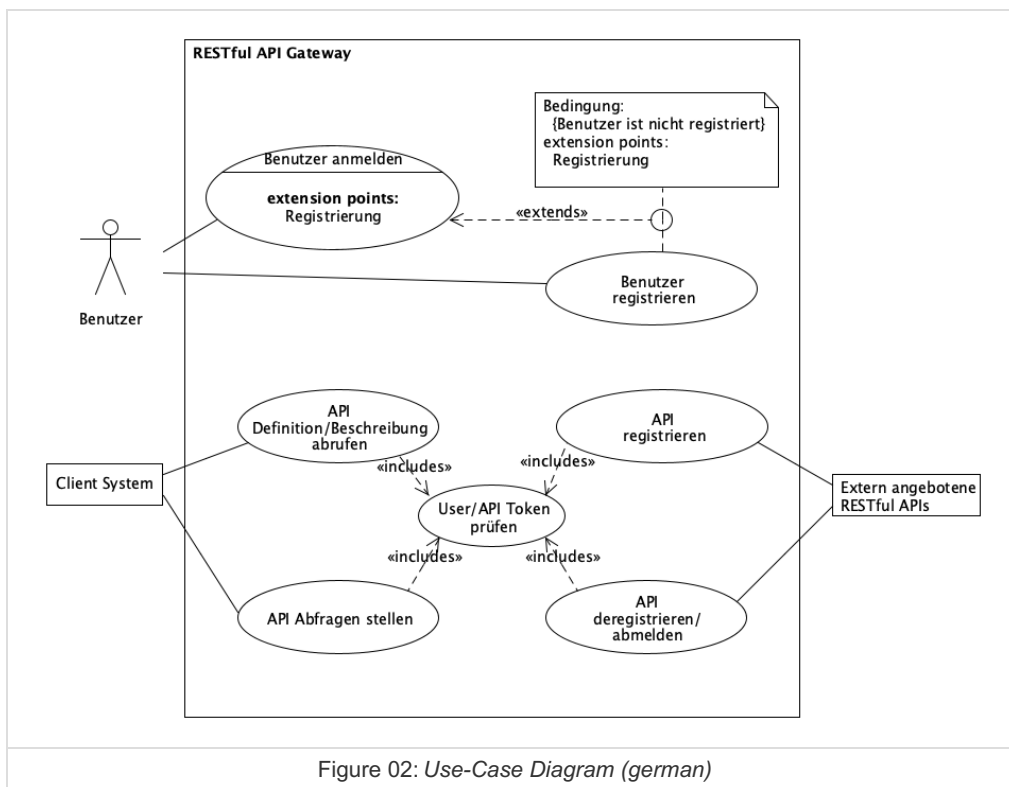 RESTful API Gateway
Bedingung:
{Benutzer ist nicht registriert}
extension points:
Registrierung
Benutzer anmelden
extension points:
Registrierung
«extends»
Benutzer
registrieren
Benutzer
API
Definition/Beschreibung
abrufen
API
registrieren
«includes»
«includes»
Client System
User/API Token
prüfen
Extern angebotene
RESTful APIs
«includes»
«includes»
API Abfragen stellen
API
deregistrieren/
abmelden
Figure 02: Use-Case Diagram (german)